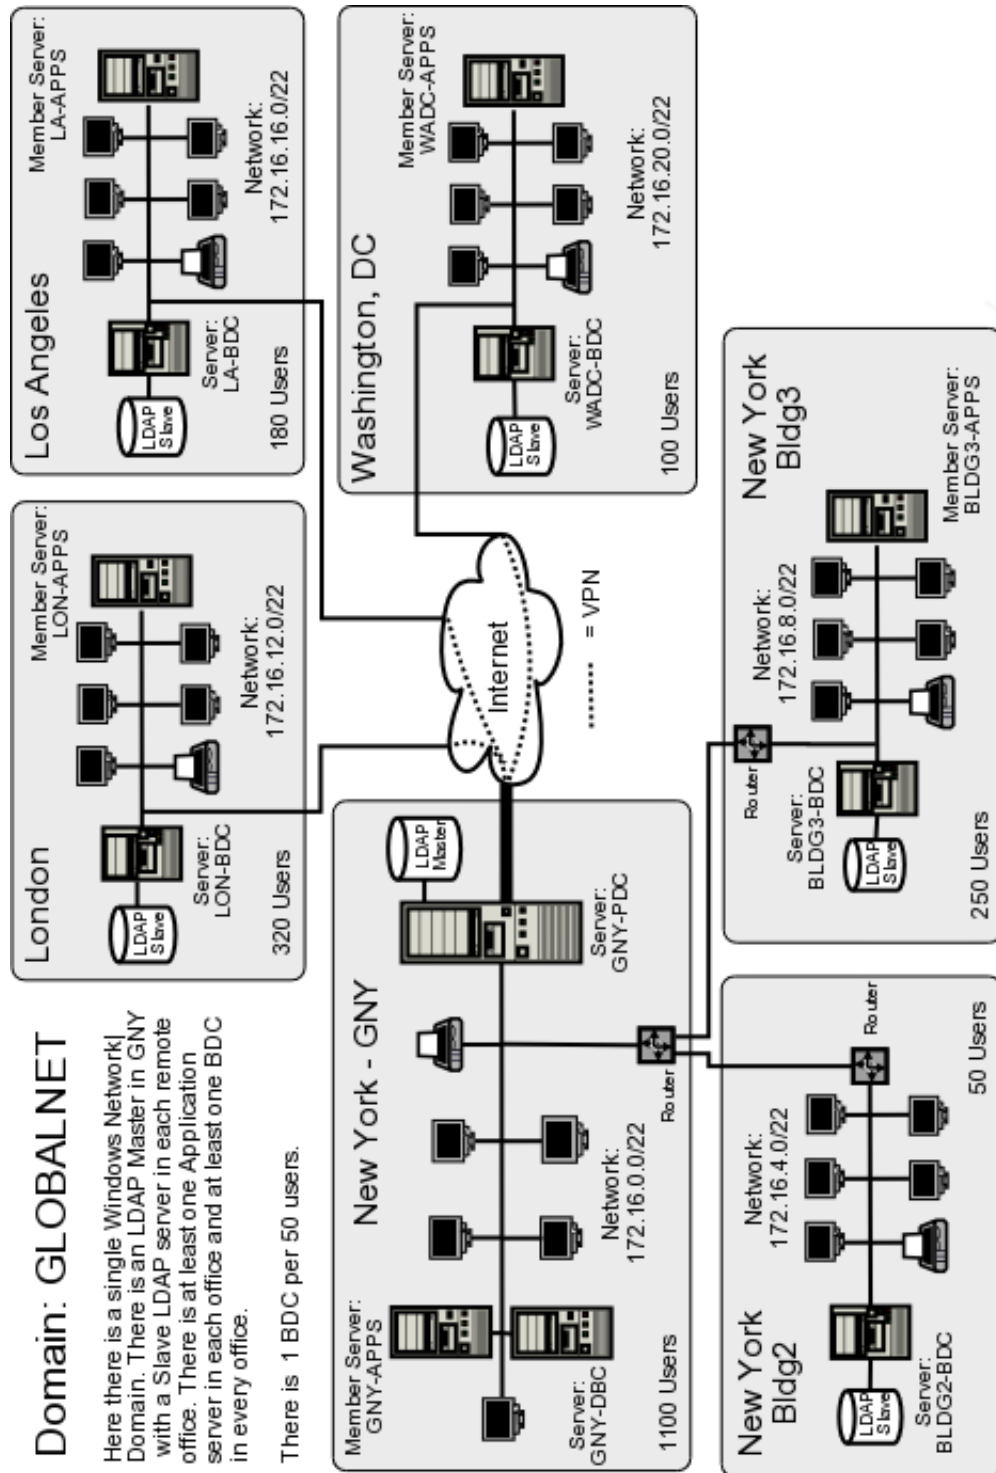 Domain: GLOBALNET
Here there is a single Windows Network|
Domain. There is an LDAP Master in GNY
with a Slave LDAP server in each remote
office. There is at least one Application
server in each office and at least one BDC
in every office.
There is 1 BDC per 50 users.
London
Member Server:
LON-APPS
LDAP
Slave
Server:
LON-BDC
Network:
172.16.12.0/22
320 Users
Los Angeles
Member Server:
LA-APPS
LDAP
Slave
Server:
LA-BDC
Network:
172.16.16.0/22
180 Users
New York - GNY
Member Server:
GNY-APPS
LDAP
Master
Server:
GNY-DBC
Network:
172.16.0.0/22
Server:
GNY-PDC
1100 Users
Router
Internet
= VPN
Washington, DC
Member Server:
WADC-APPS
LDAP
Slave
Server:
WADC-BDC
Network:
172.16.20.0/22
100 Users
New York
Bldg2
Network:
172.16.4.0/22
LDAP
Slave
Server:
BLDG2-BDC
Router
50 Users
New York
Bldg3
Router
Network:
172.16.8.0/22
Server:
BLDG3-BDC
LDAP
Slave
Member Server:
BLDG3-APPS
250 Users